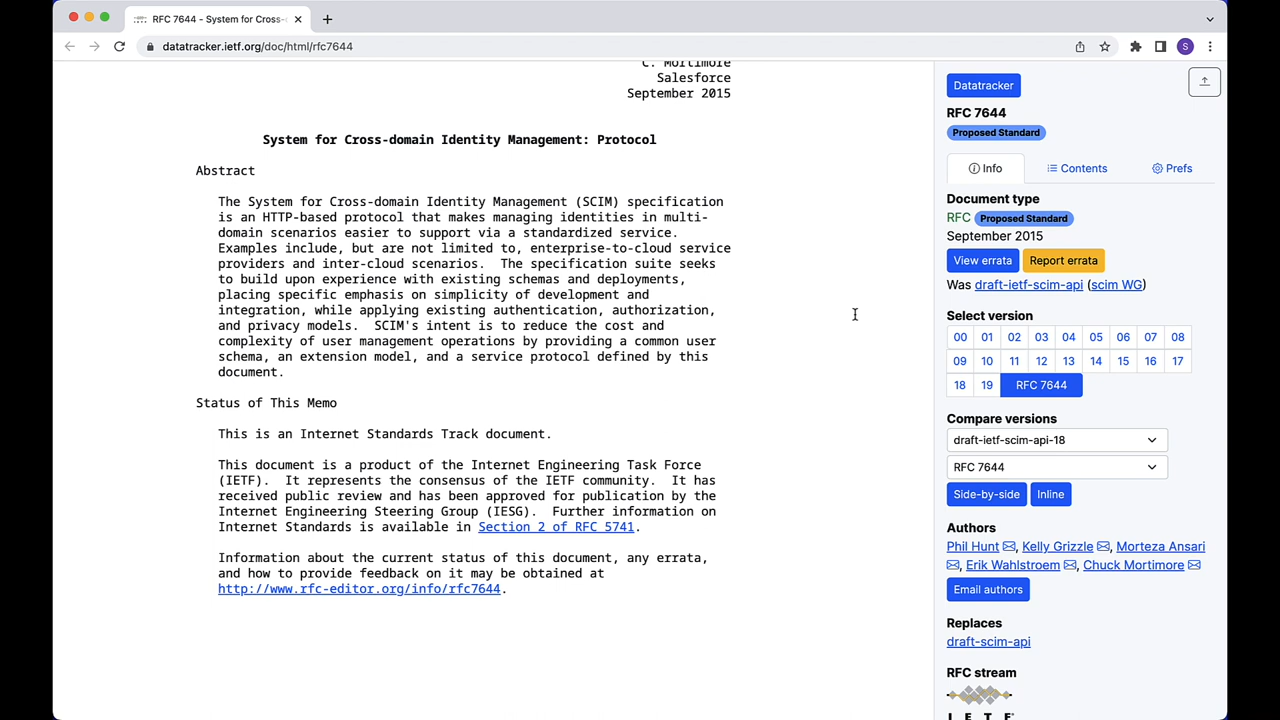 RFC 7644 - System for Cross-
datatracker.ietf.org/doc/html/rfc7644
S
C. Mortimore
Salesforce
September 2015
System for Cross-domain Identity Management: Protocol
Abstract
The System for Cross-domain Identity Management (SCIM) specification
is an HTTP-based protocol that makes managing identities in multi-
domain scenarios easier to support via a standardized service.
Examples include, but are not limited to, enterprise-to-cloud service
providers and inter-cloud scenarios.  The specification suite seeks
to build upon experience with existing schemas and deployments,
placing specific emphasis on simplicity of development and
integration, while applying existing authentication, authorization,
and privacy models.  SCIM's intent is to reduce the cost and
complexity of user management operations by providing a common user
schema, an extension model, and a service protocol defined by this
document.
Status of This Memo
This is an Internet Standards Track document.
This document is a product of the Internet Engineering Task Force
(IETF).  It represents the consensus of the IETF community.  It has
received public review and has been approved for publication by the
Internet Engineering Steering Group (IESG).  Further information on
Internet Standards is available in Section 2 of RFC 5741.
Information about the current status of this document, any errata,
and how to provide feedback on it may be obtained at
http://www.rfc-editor.org/info/rfc7644.
Datatracker
RFC 7644
Proposed Standard
Info Contents Prefs
Document type
RFC Proposed Standard
September 2015
View errata Report errata
Was draft-ietf-scim-api (scim WG)
Select version
00 01 02 03 04 05 06 07 08
09 10 11 12 13 14 15 16 17
18 19 RFC 7644
Compare versions
draft-ietf-scim-api-18
RFC 7644
Side-by-side Inline
Authors
Phil Hunt, Kelly Grizzle, Morteza Ansari
, Erik Wahlstroem, Chuck Mortimore
Email authors
Replaces
draft-scim-api
RFC stream
I E T F